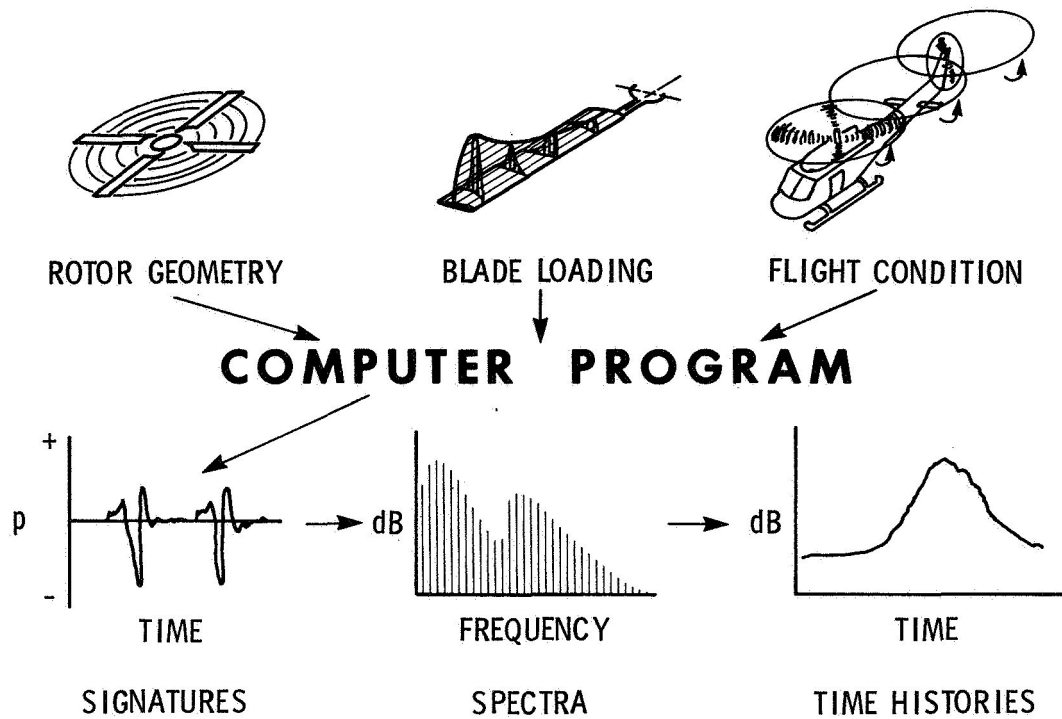 ROTOR GEOMETRY
BLADE LOADING
FLIGHT CONDITION
COMPUTER PROGRAM
+
p
-
TIME
SIGNATURES
dB
FREQUENCY
SPECTRA
dB
TIME
TIME HISTORIES